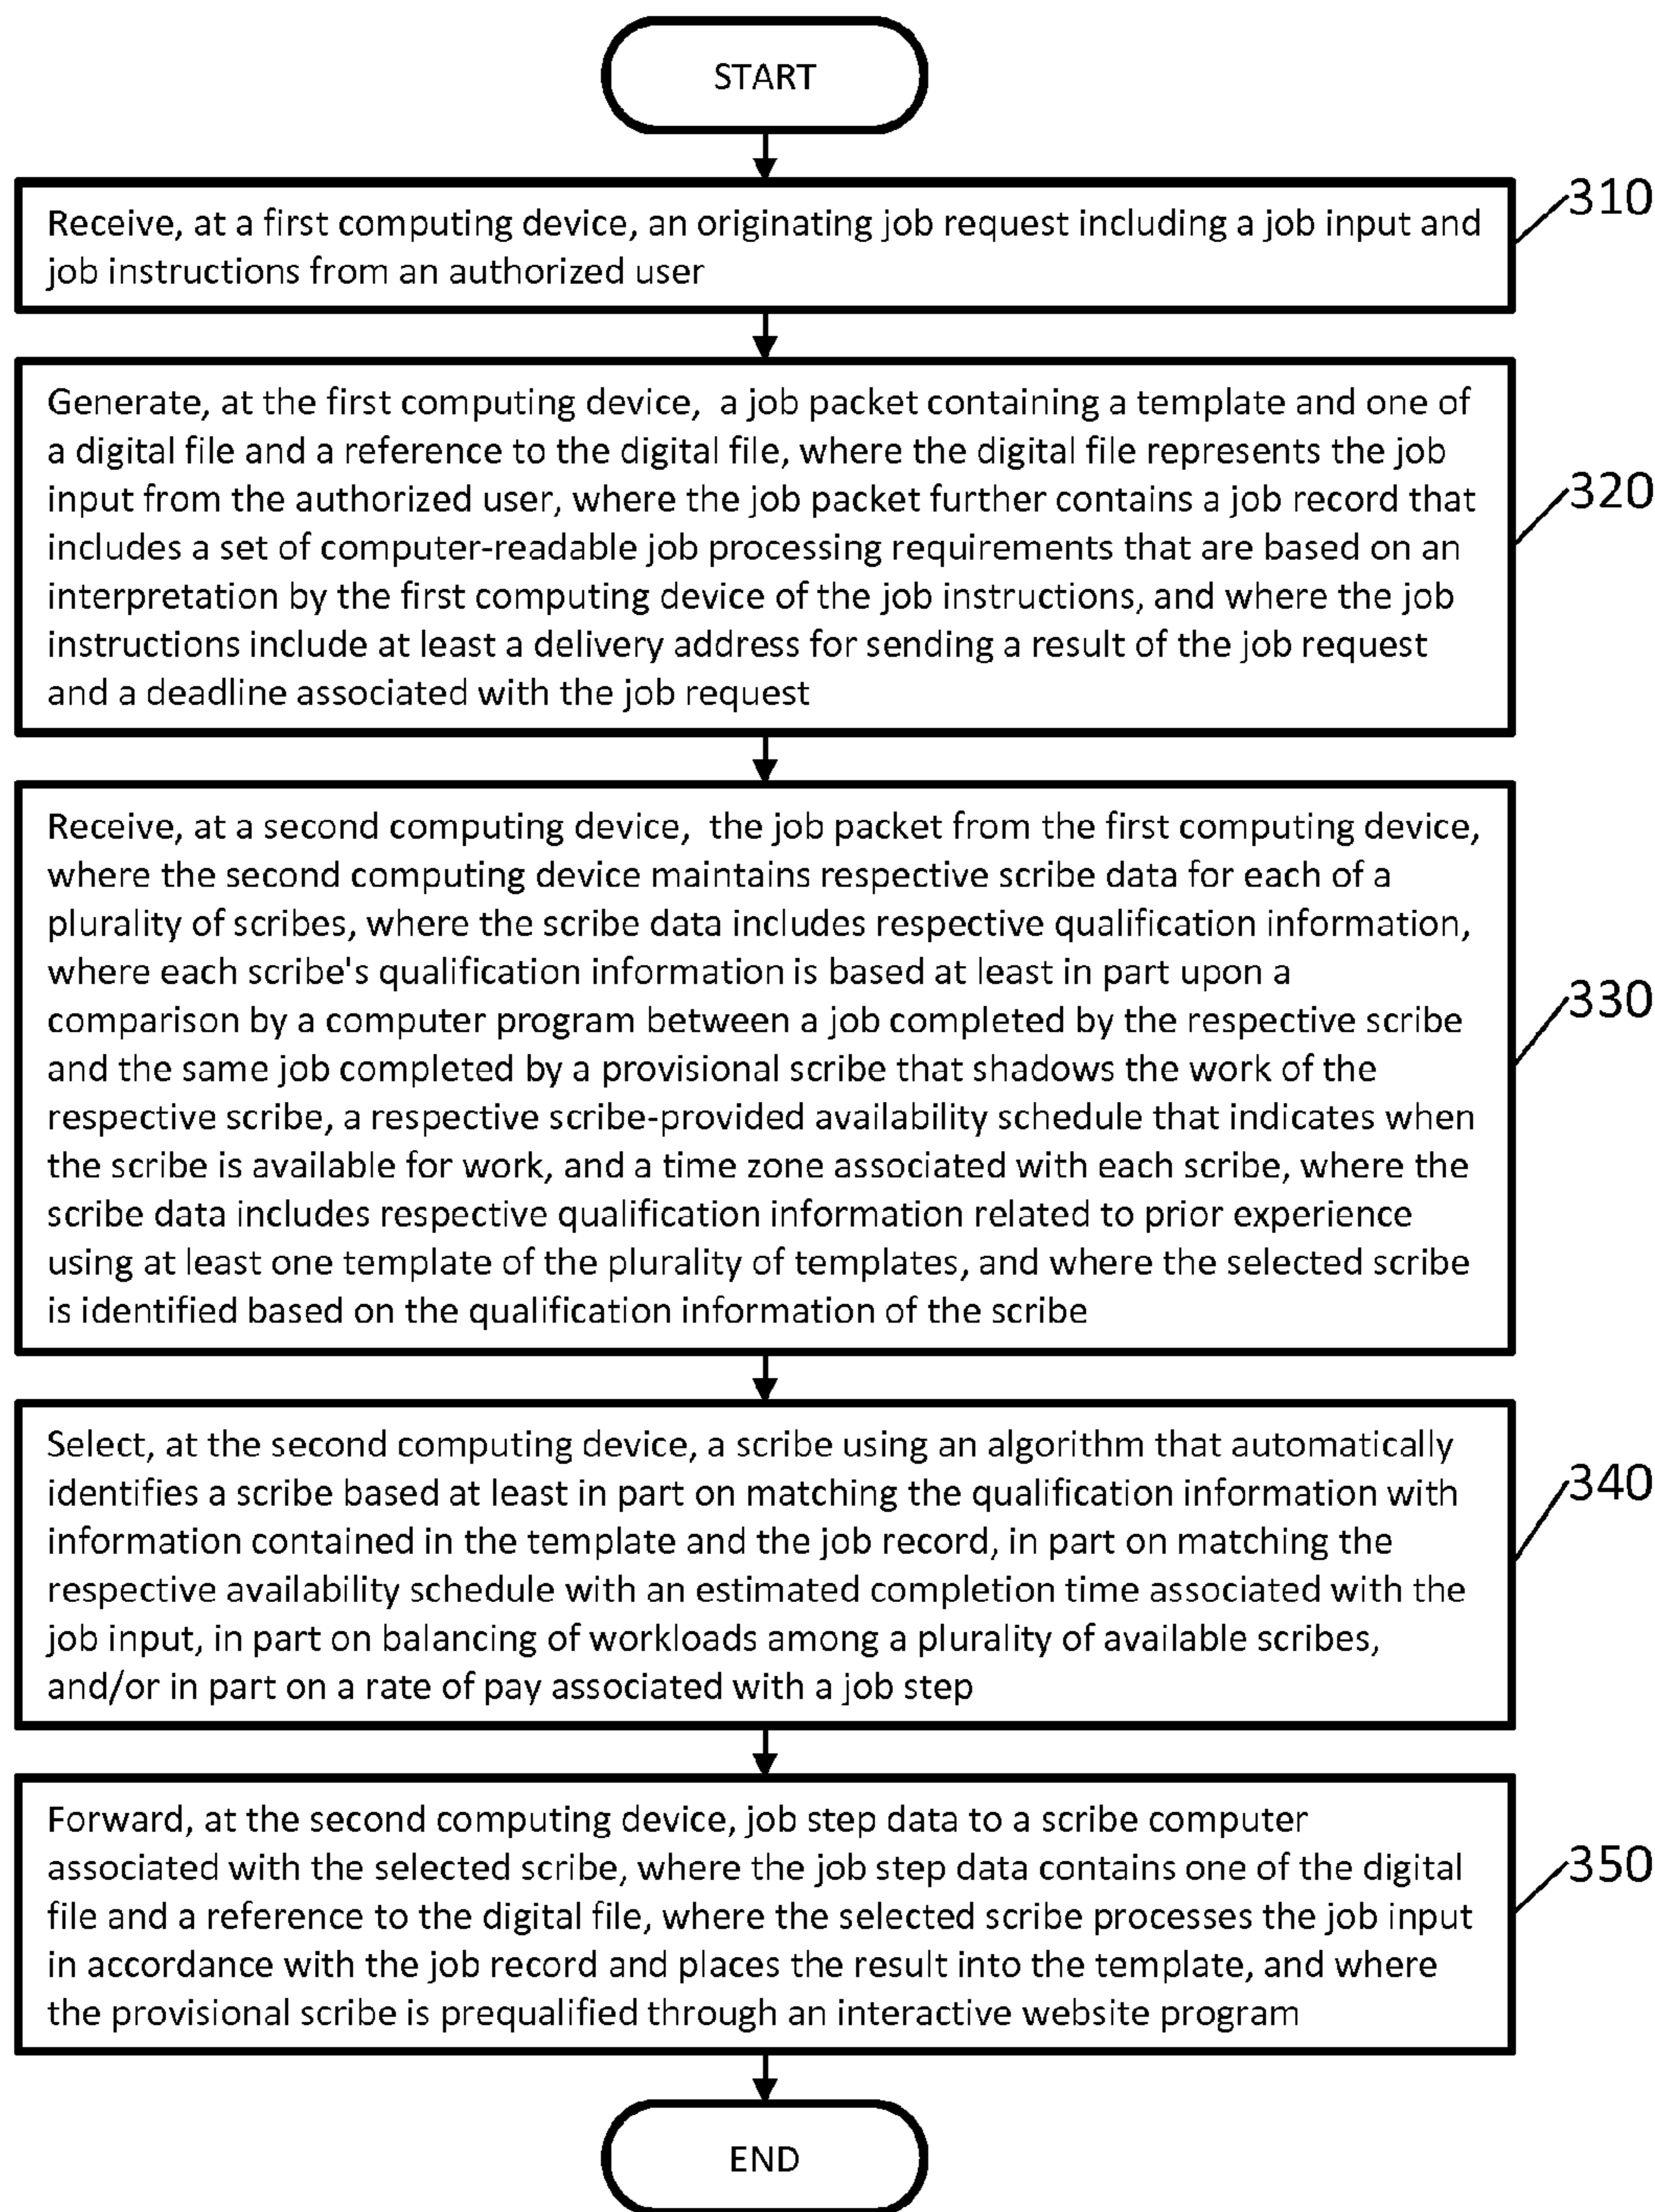 START
310
Receive, at a first computing device, an originating job request including a job input and
job instructions from an authorized user
Generate, at the first computing device, a job packet containing a template and one of
a digital file and a reference to the digital file, where the digital file represents the job
320
input from the authorized user, where the job packet further contains a job record that
includes a set of computer-readable job processing requirements that are based on an
interpretation by the first computing device of the job instructions, and where the job
instructions include at least a delivery address for sending a result of the job request
and a deadline associated with the job request
Receive, at a second computing device, the job packet from the first computing device,
where the second computing device maintains respective scribe data for each of a
plurality of scribes, where the scribe data includes respective qualification information,
where each scribe's qualification information is based at least in part upon a
330
comparison by a computer program between a job completed by the respective scribe
and the same job completed by a provisional scribe that shadows the work of the
respective scribe, a respective scribe-provided availability schedule that indicates when
the scribe is available for work, and a time zone associated with each scribe, where the
scribe data includes respective qualification information related to prior experience
using at least one template of the plurality of templates, and where the selected scribe
is identified based on the qualification information of the scribe
Select, at the second computing device, a scribe using an algorithm that automatically
340
identifies a scribe based at least in part on matching the qualification information with
information contained in the template and the job record, in part on matching the
respective availability schedule with an estimated completion time associated with the
job input, in part on balancing of workloads among a plurality of available scribes,
and/or in part on a rate of pay associated with a job step
Forward, at the second computing device, job step data to a scribe computer
350
associated with the selected scribe, where the job step data contains one of the digital
file and a reference to the digital file, where the selected scribe processes the job input
in accordance with the job record and places the result into the template, and where
the provisional scribe is prequalified through an interactive website program
END